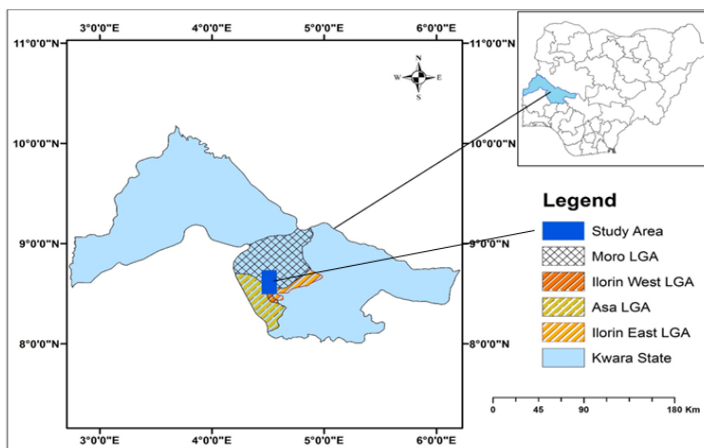 3°0'0"E 4°0'0"E 5°0'0"E 6°0'0"E
11°0'0"N 11°0'0"N
N
W E
S
10°0'0"N 10°0'0"N
9°0'0"N 9°0'0"N
8°0'0"N 8°0'0"N
3°0'0"E 4°0'0"E 5°0'0"E 6°0'0"E
Legend
Study Area
Moro LGA
Ilorin West LGA
Asa LGA
Ilorin East LGA
Kwara State
0 45 90 180 Km